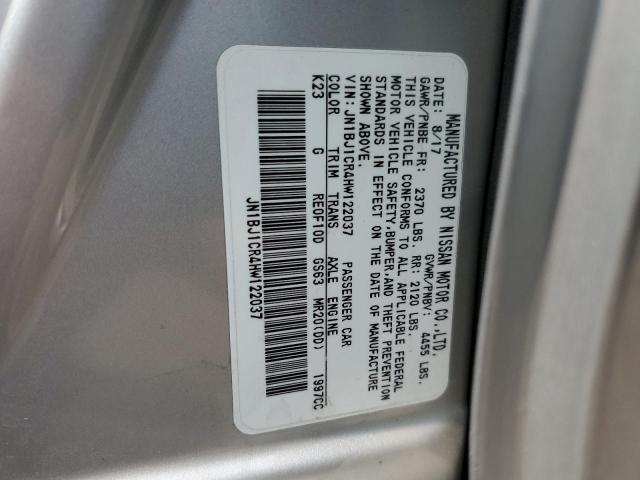 MANUFACTURED BY NISSAN MOTOR CO.,LTD.
DATE: 8/17 GVWR/PNBV: 4455 LBS.
GAWR/PNBE FR: 2370 LBS. RR: 2120 LBS.
THIS VEHICLE CONFORMS TO ALL APPLICABLE FEDERAL
MOTOR VEHICLE SAFETY,BUMPER,AND THEFT PREVENTION
STANDARDS IN EFFECT ON THE DATE OF MANUFACTURE
SHOWN ABOVE.
VIN:JN1BJ1CR4HW122037 PASSENGER CAR
COLOR TRIM TRANS AXLE ENGINE
K23 G REOF10D GS63 MR20(DD) 1997CC
JN1BJ1CR4HW122037